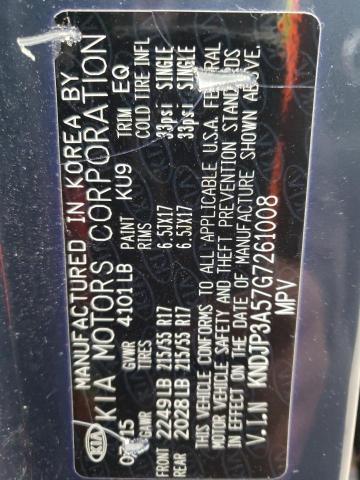 MANUFACTURED IN KOREA BY
KIA KIA MOTORS CORPORATION
15 GVWR 4101LB PAINT KU9 TRIM EQ
GAWR TIRES RIMS COLD TIRE INFL
FRONT 2249LB 215/55 R17 6.5JX17 33psi SINGLE
REAR 2028LB 215/55 R17 6.5JX17 33psi SINGLE
THIS VEHICLE CONFORMS TO ALL APPLICABLE U.S.A. FEDERAL
MOTOR VEHICLE SAFETY AND THEFT PREVENTION STANDARDS
IN EFFECT ON THE DATE OF MANUFACTURE SHOWN ABOVE.
V.I.N KNDJP3A57G7261008
MPV